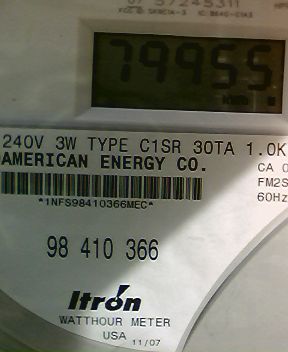 79955
240V 3W TYPE C1SR 30TA 1.0K
AMERICAN ENERGY CO.
CA 0
FM2S
*1NFS98410366MEC*
60Hz
98 410 366
Itron
WATTHOUR METER
USA 11/07